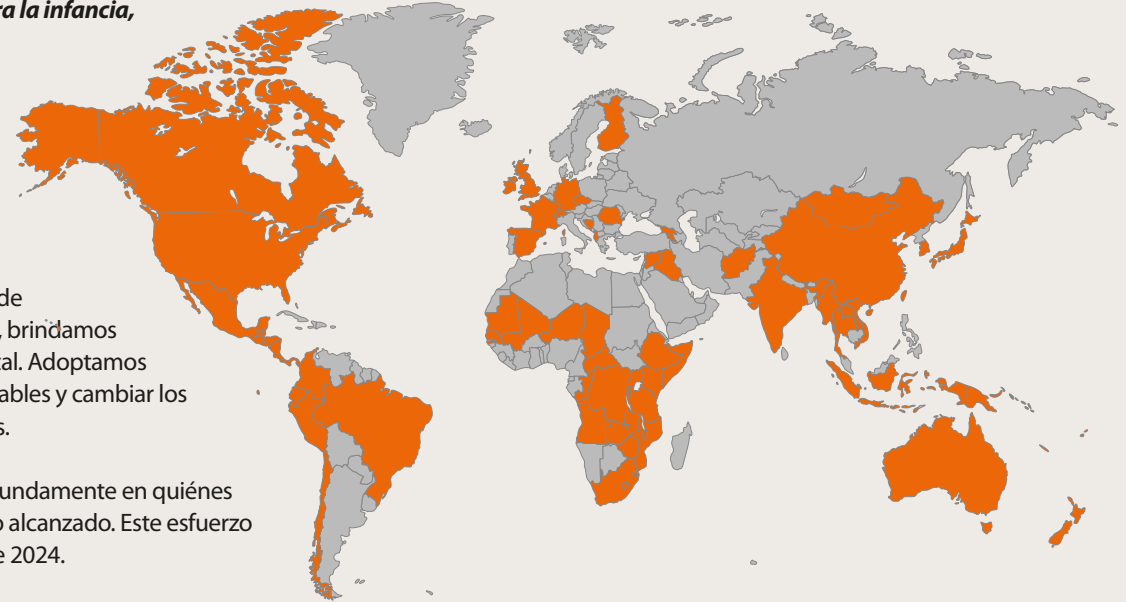 ra la infancia,
de
, brindamos
tal. Adoptamos
ables y cambiar los
s.
undamente en quiénes
o alcanzado. Este esfuerzo
e 2024.